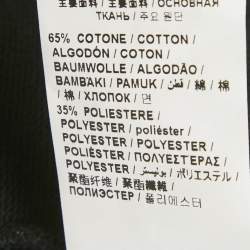 主要面料 / 主要面料 / ОСНОВНАЯ
ТКАНЬ / 주요 원단
65% COTONE / COTTON /
ALGODÓN / COTON /
BAUMWOLLE / ALGODÃO /
ΒΑΜΒΑΚΙ / PAMUK / قطن / 綿 / 棉
/ 棉 / ХЛОПОК / 면
35% POLIESTERE /
POLYESTER / poliéster /
POLYESTER / POLYESTER /
POLIÉSTER / ΠΟΛΥΕΣΤΕΡΑΣ /
POLYESTER / بوليستر / ポリエステル /
聚酯纤维 / 聚酯纖維 /
ПОЛИЭСТЕР / 폴리에스터